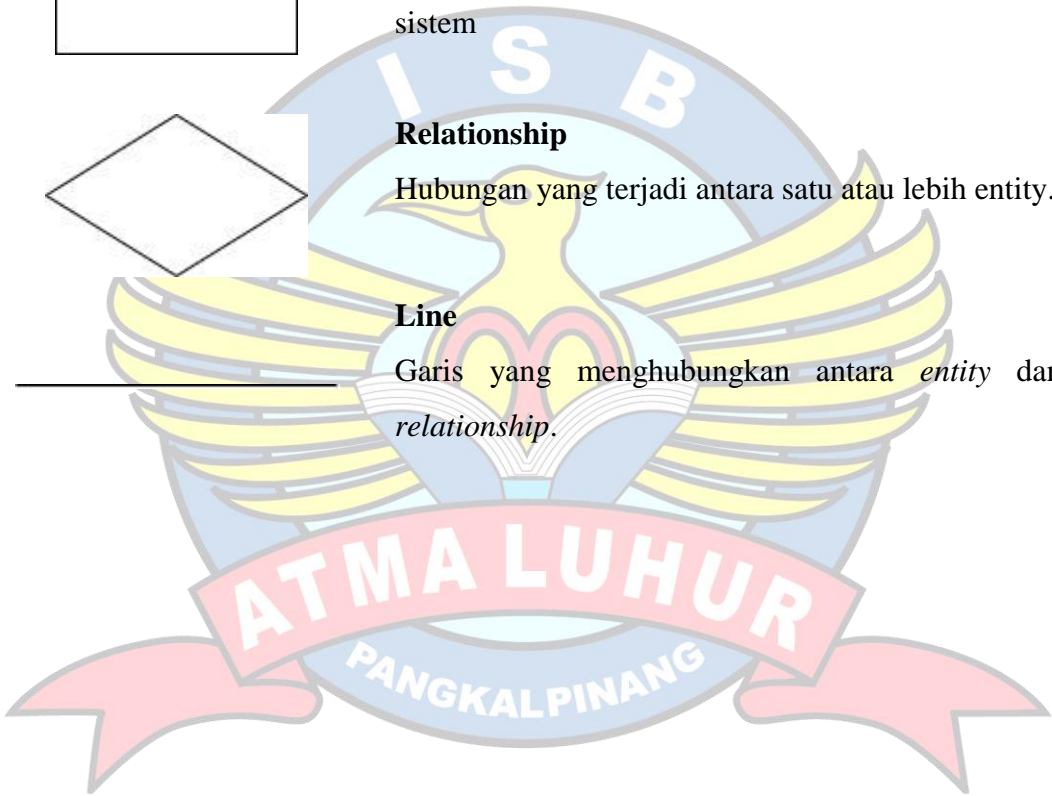 sistem
I S B
Relationship
Hubungan yang terjadi antara satu atau lebih entity.
Line
Garis yang menghubungkan antara entity dan
relationship.
ATMA LUHUR
PANGKALPINANG